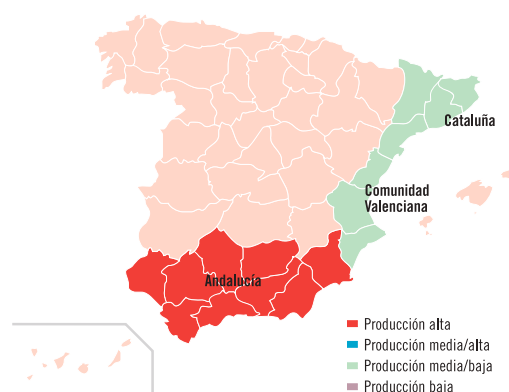 Cataluña
Comunidad
Valenciana
Andalucía
Producción alta
Producción media/alta
Producción media/baja
Producción baja